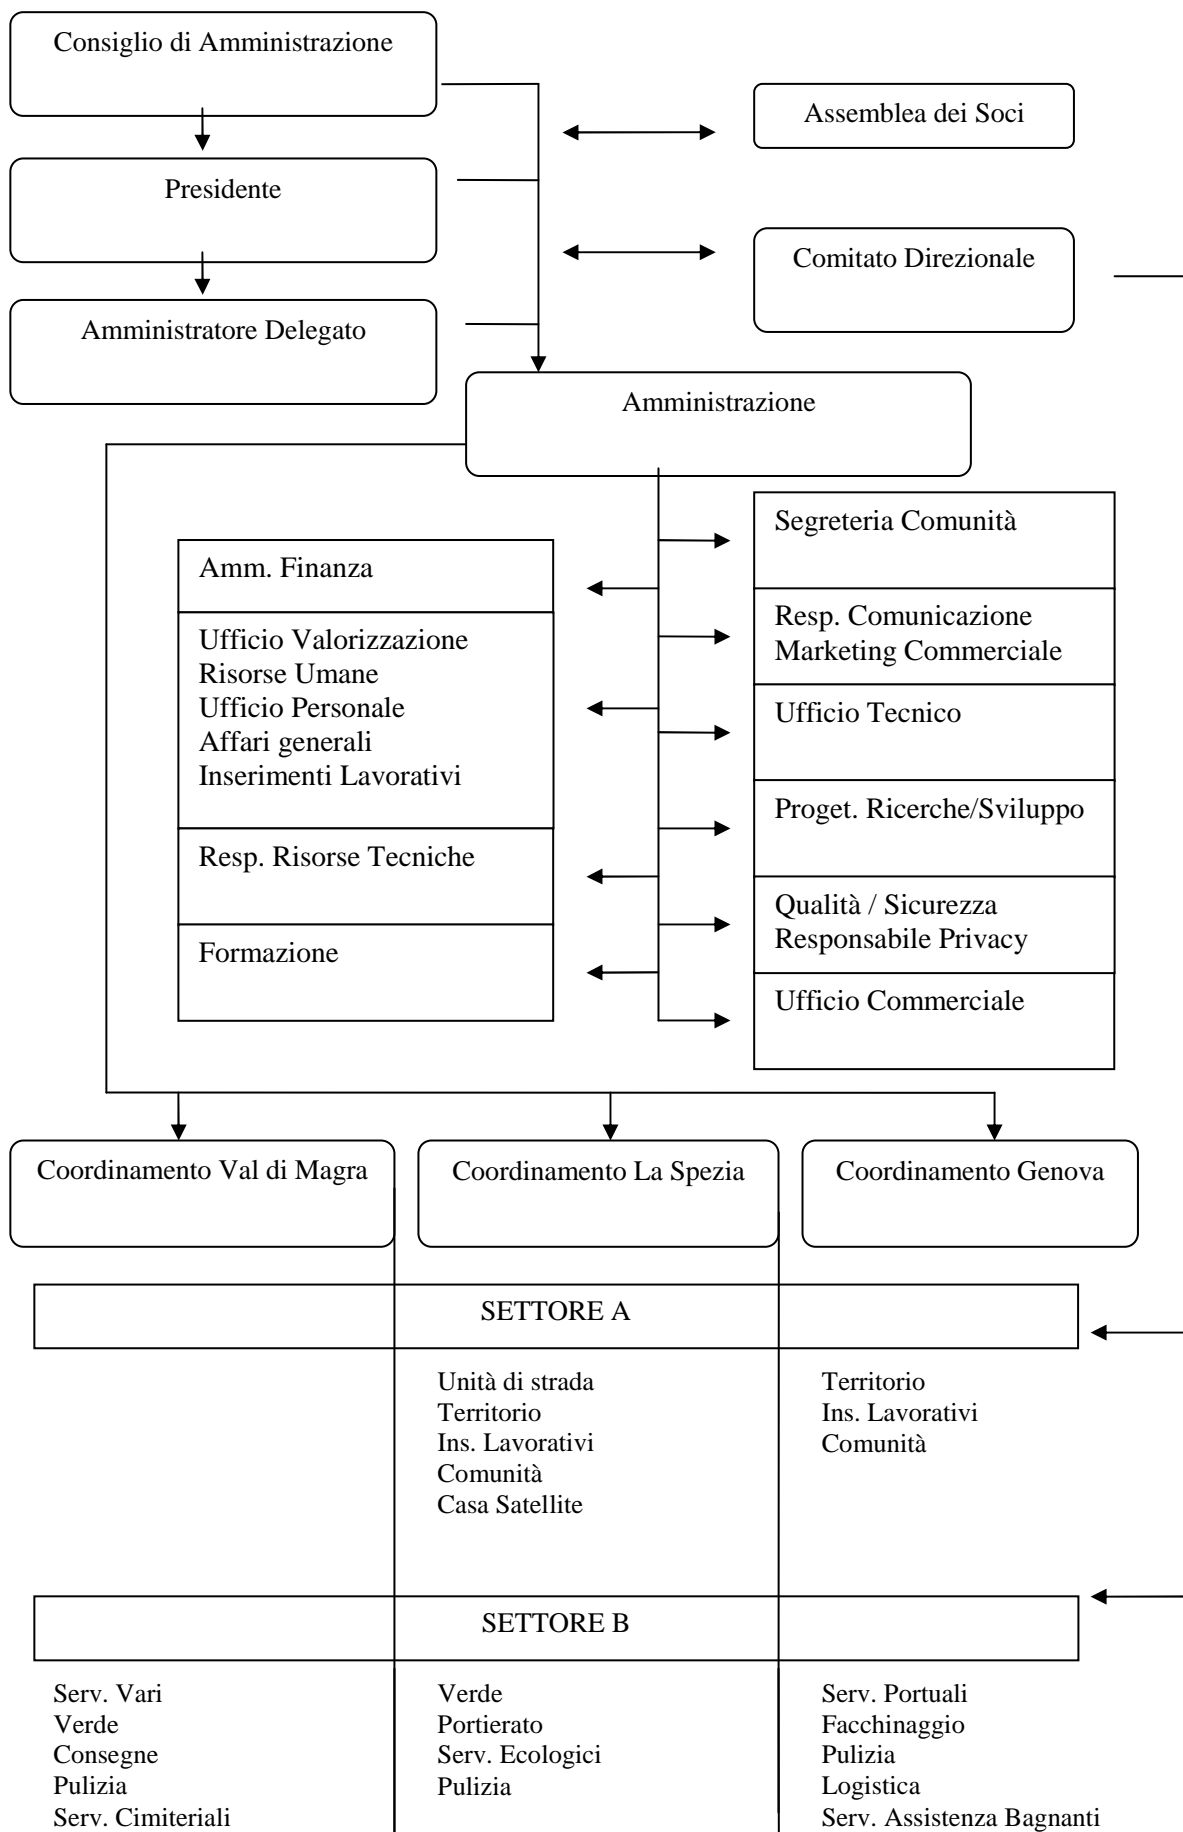 Consiglio di Amministrazione
Assemblea dei Soci
Presidente
Comitato Direzionale
Amministratore Delegato
Amministrazione
Amm. Finanza
Ufficio Valorizzazione
Risorse Umane
Ufficio Personale
Affari generali
Inserimenti Lavorativi
Resp. Risorse Tecniche
Formazione
Segreteria Comunità
Resp. Comunicazione
Marketing Commerciale
Ufficio Tecnico
Proget. Ricerche/Sviluppo
Qualità / Sicurezza
Responsabile Privacy
Ufficio Commerciale
Coordinamento Val di Magra
Coordinamento La Spezia
Coordinamento Genova
SETTORE A
Unità di strada
Territorio
Ins. Lavorativi
Comunità
Casa Satellite
Territorio
Ins. Lavorativi
Comunità
SETTORE B
Serv. Vari
Verde
Consegne
Pulizia
Serv. Cimiteriali
Verde
Portierato
Serv. Ecologici
Pulizia
Serv. Portuali
Facchinaggio
Pulizia
Logistica
Serv. Assistenza Bagnanti